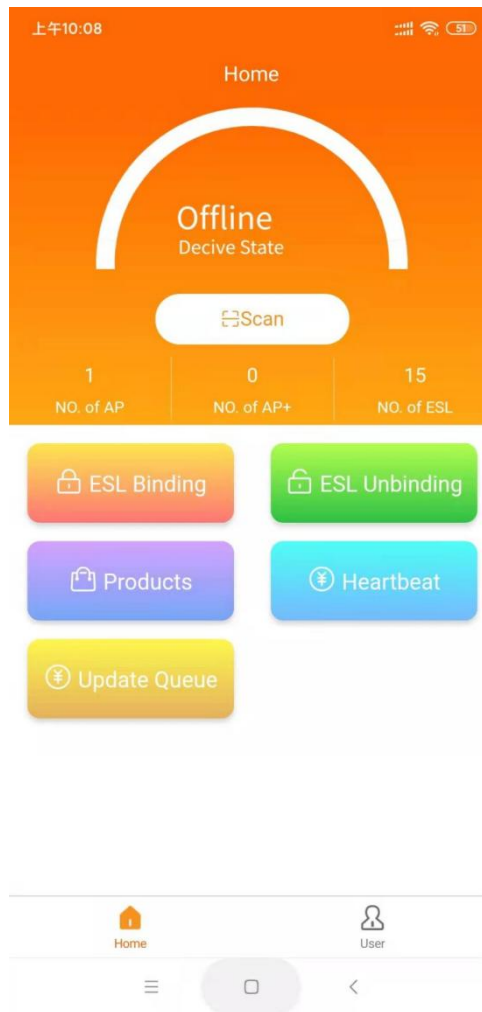 上午10:08
51
Home
Offline
Decive State
Scan
1 0 15
NO. of AP NO. of AP+ NO. of ESL
ESL Binding ESL Unbinding
Products ¥ Heartbeat
¥ Update Queue
Home User